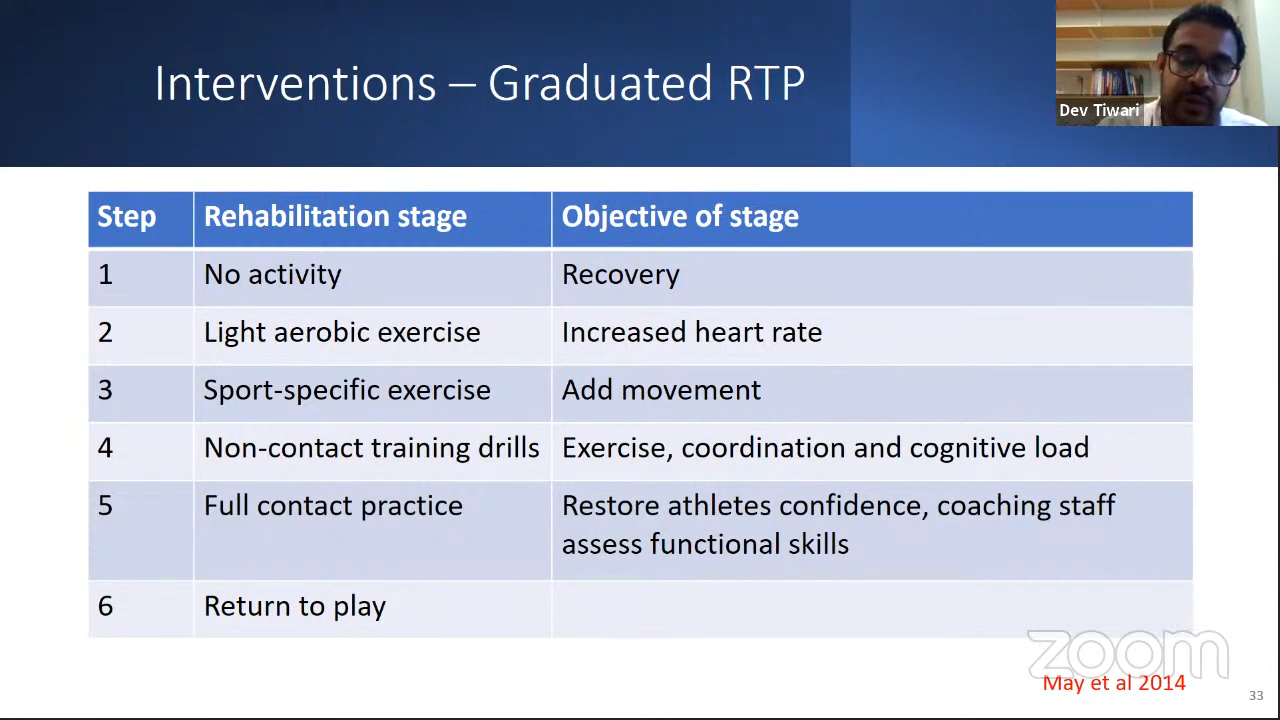 Interventions – Graduated RTP
Dev Tiwari
Step Rehabilitation stage Objective of stage
1 No activity Recovery
2 Light aerobic exercise Increased heart rate
3 Sport-specific exercise Add movement
4 Non-contact training drills Exercise, coordination and cognitive load
5 Full contact practice Restore athletes confidence, coaching staff
assess functional skills
6 Return to play
zoom
May et al 2014
33